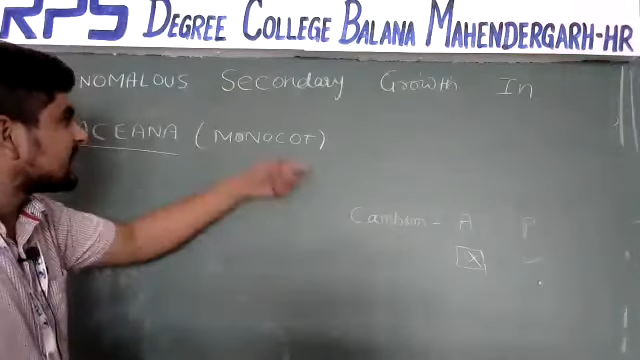 RPS DEGREE COLLEGE BALANA MAHENDERGARH-HR
NOMALOUS Secondary Growth In
ACEANA (MONOCOT)
Cambium - A P
X